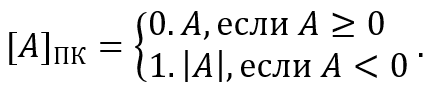 [A]ПК = {0. A, если A ≥ 0
1. |A|, если A < 0 .